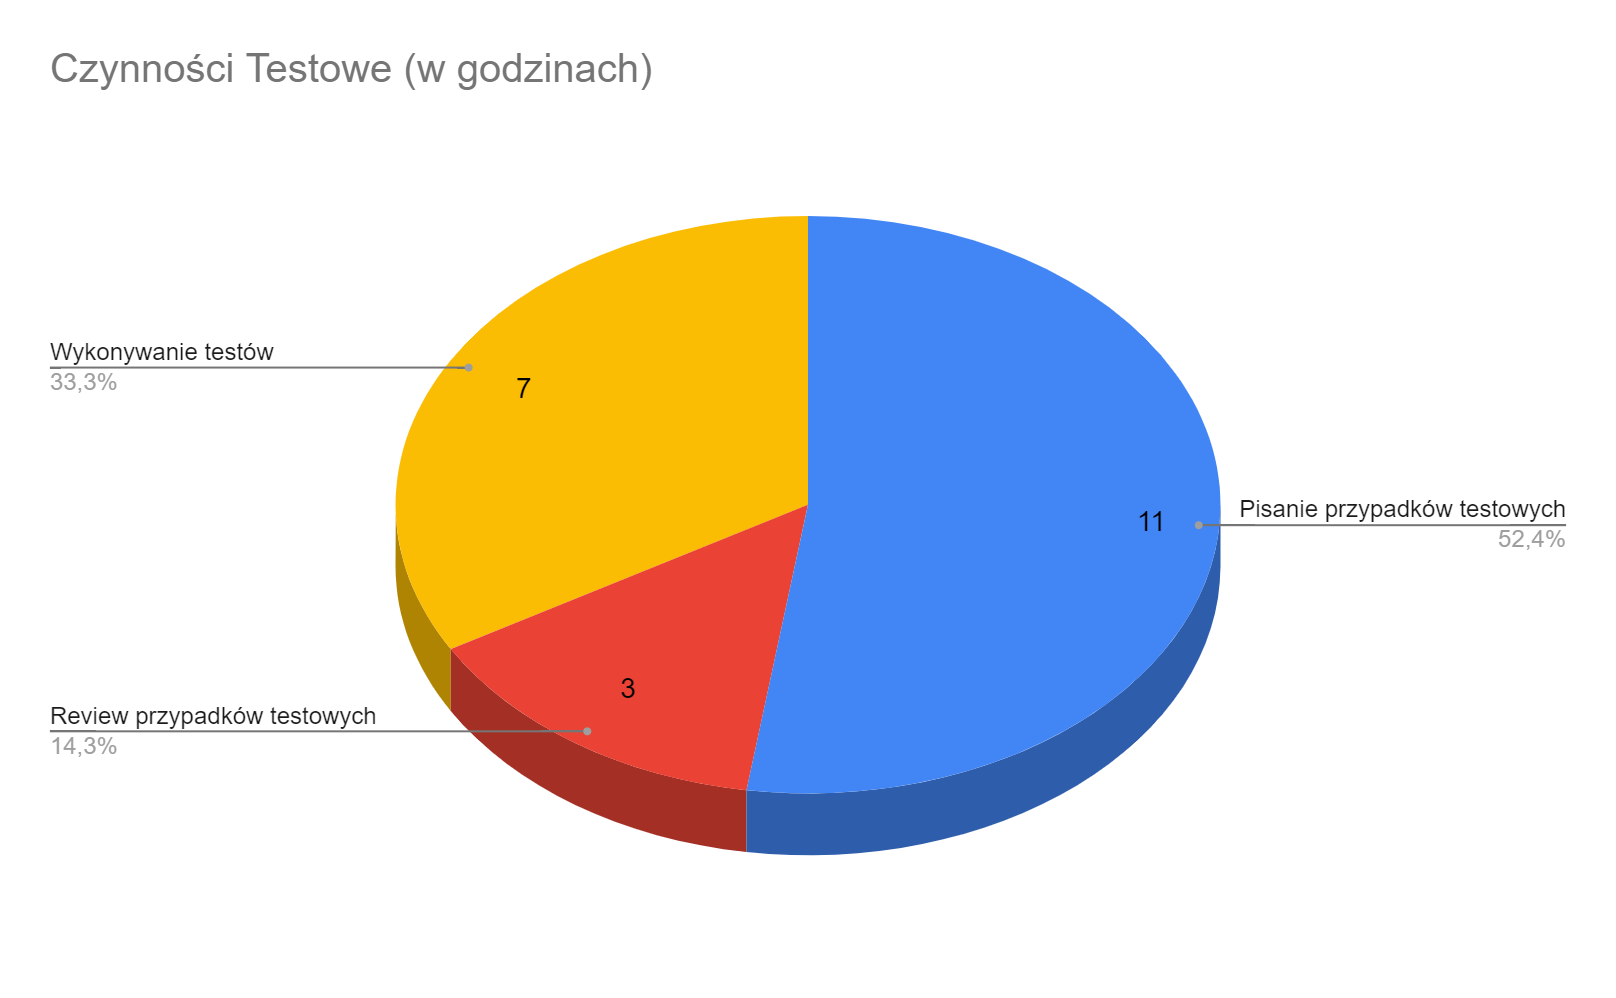 Czynności Testowe (w godzinach)
Wykonywanie testów
33,3%
7
11
Pisanie przypadków testowych
52,4%
3
Review przypadków testowych
14,3%